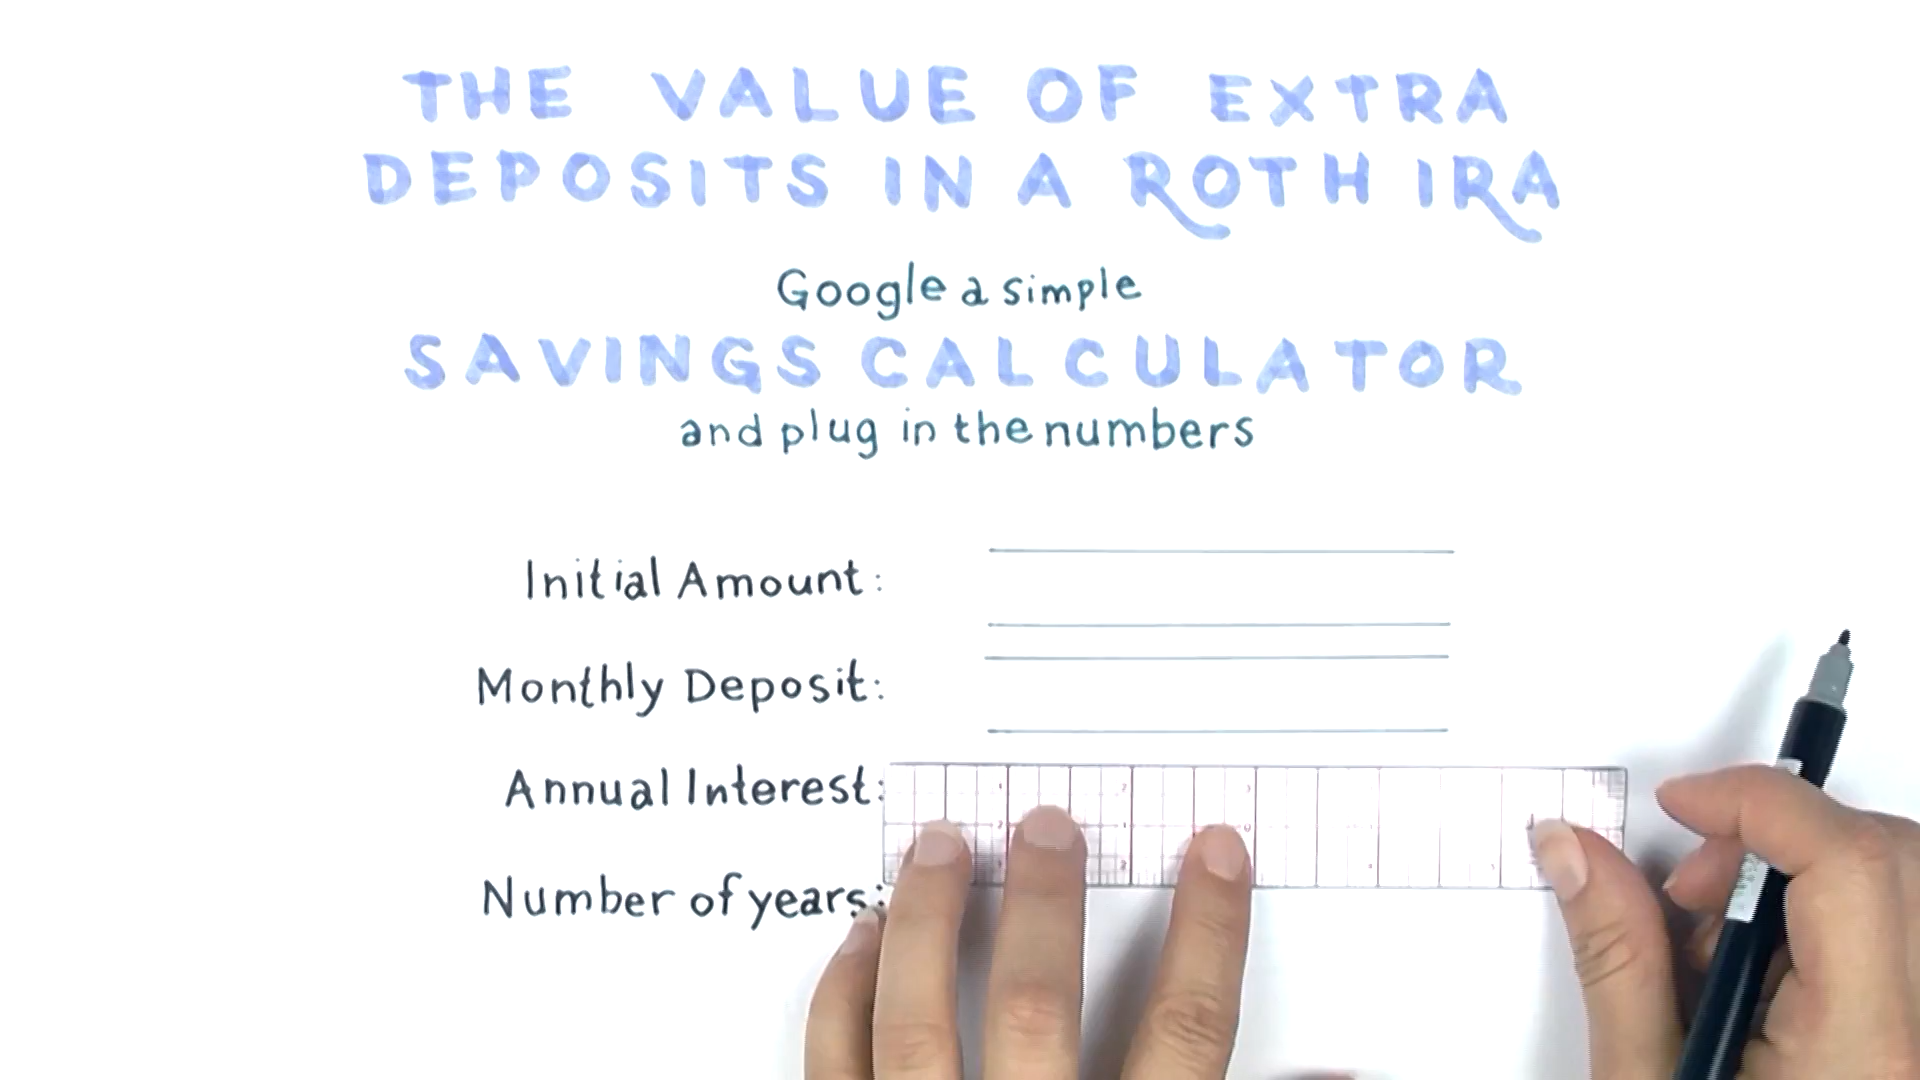 THE VALUE OF EXTRA
DEPOSITS IN A ROTH IRA
Google a simple
SAVINGS CALCULATOR
and plug in the numbers
Initial Amount:
Monthly Deposit:
Annual Interest:
Number of years: